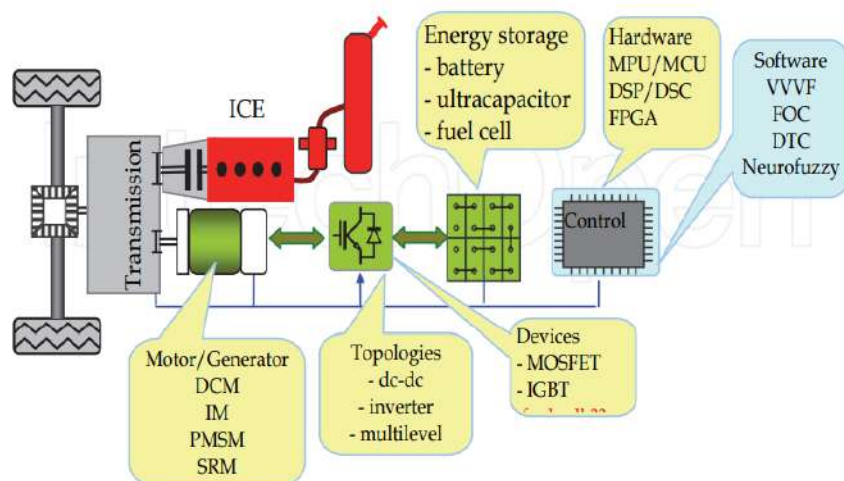 ICE
Transmission
Energy storage
- battery
- ultracapacitor
- fuel cell
Hardware
MPU/MCU
DSP/DSC
FPGA
Software
VVVF
FOC
DTC
Neurofuzzy
Control
Motor/Generator
DCM
IM
PMSM
SRM
Topologies
- dc-dc
- inverter
- multilevel
Devices
- MOSFET
- IGBT